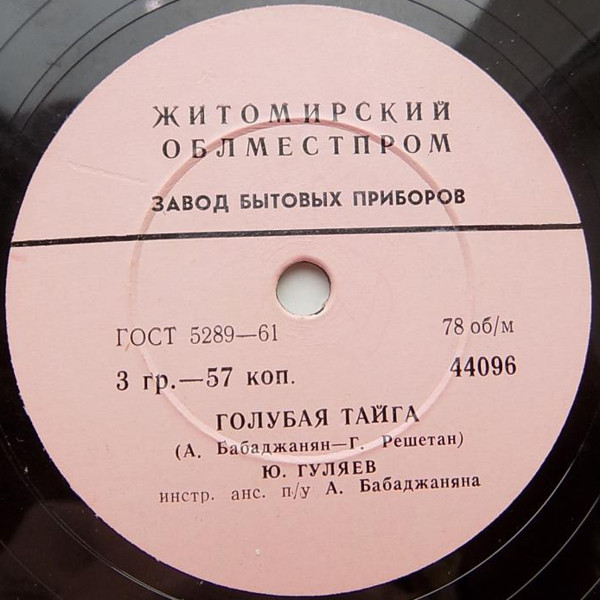 ЖИТОМИРСКИЙ
ОБЛМЕСТПРОМ
ЗАВОД БЫТОВЫХ ПРИБОРОВ
ГОСТ 5289—61 78 об/м
3 гр.—57 коп. 44096
ГОЛУБАЯ ТАЙГА
(А. Бабаджанян—Г. Решетан)
Ю. ГУЛЯЕВ
инстр. анс. п/у А. Бабаджаняна